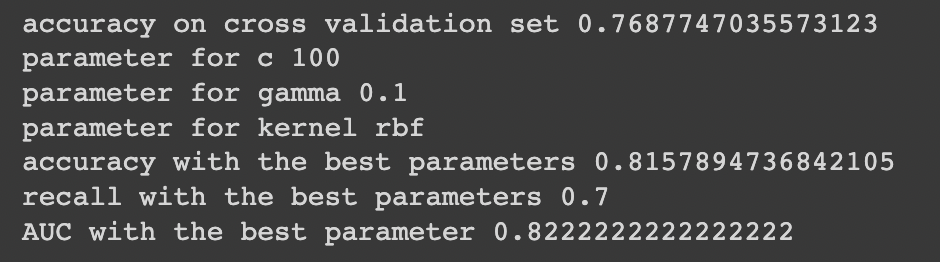 accuracy on cross validation set 0.7687747035573123
parameter for c 100
parameter for gamma 0.1
parameter for kernel rbf
accuracy with the best parameters 0.8157894736842105
recall with the best parameters 0.7
AUC with the best parameter 0.8222222222222222